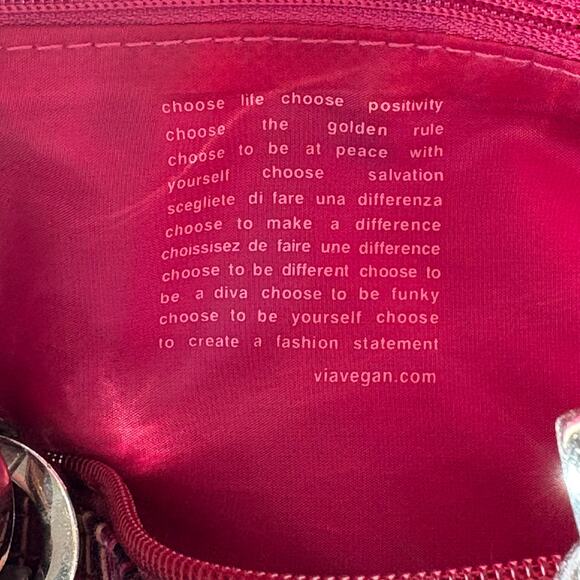 choose life choose positivity
choose the golden rule
choose to be at peace with
yourself choose salvation
scegliete di fare una differenza
choose to make a difference
choissisez de faire une difference
choose to be different choose to
be a diva choose to be funky
choose to be yourself choose
to create a fashion statement
viavegan.com